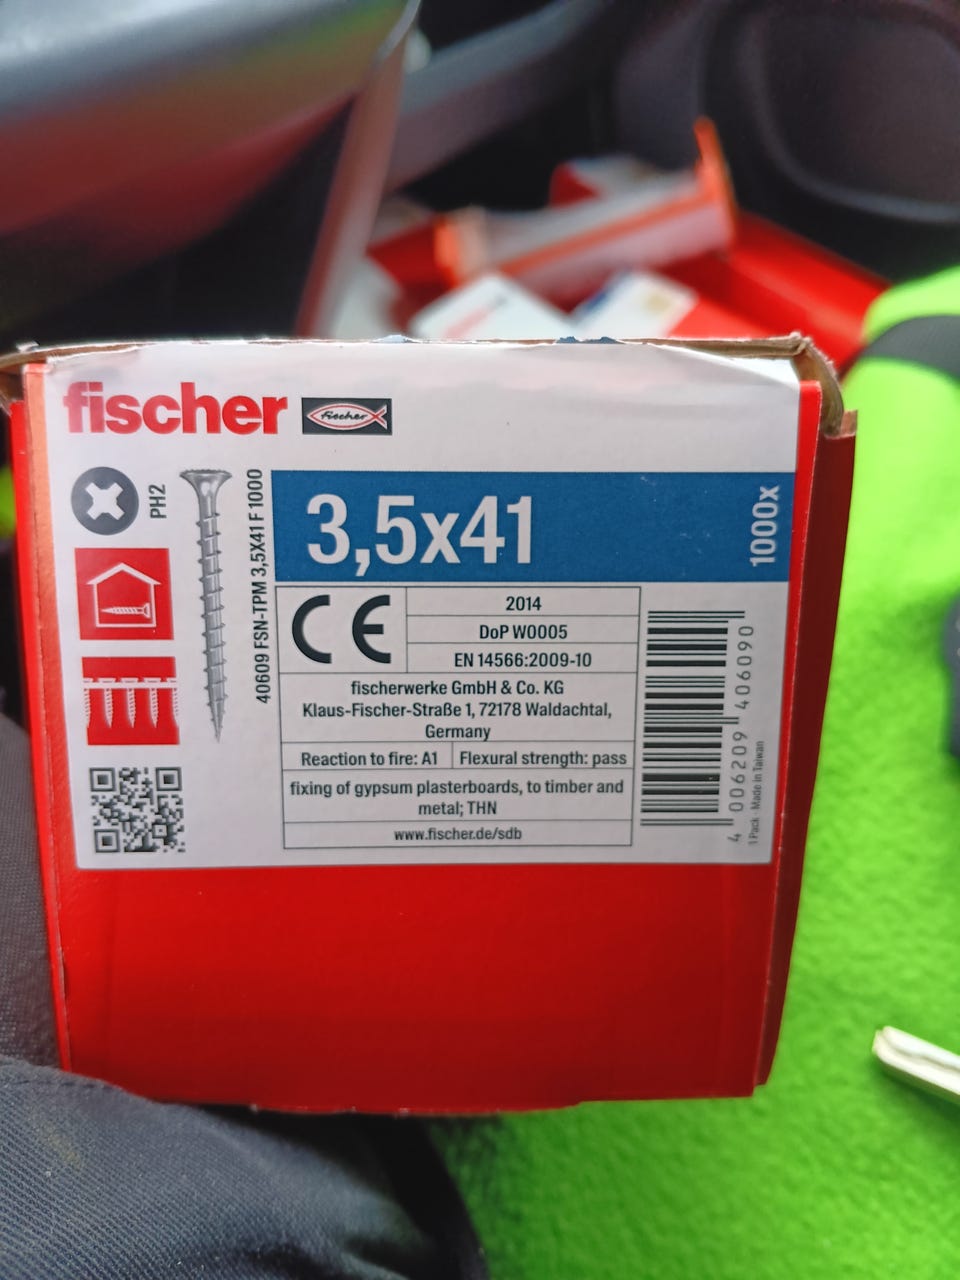 fischer
fischer
PH2
40609 FSN-TPM 3,5X41 F 1000
3,5x41
1000x
CE
2014
DoP W0005
EN 14566:2009-10
fischerwerke GmbH & Co. KG
Klaus-Fischer-Straße 1, 72178 Waldachtal,
Germany
Reaction to fire: A1
Flexural strength: pass
fixing of gypsum plasterboards, to timber and
metal; THN
www.fischer.de/sdb
4 006209 406090
1 Pack · Made in Taiwan